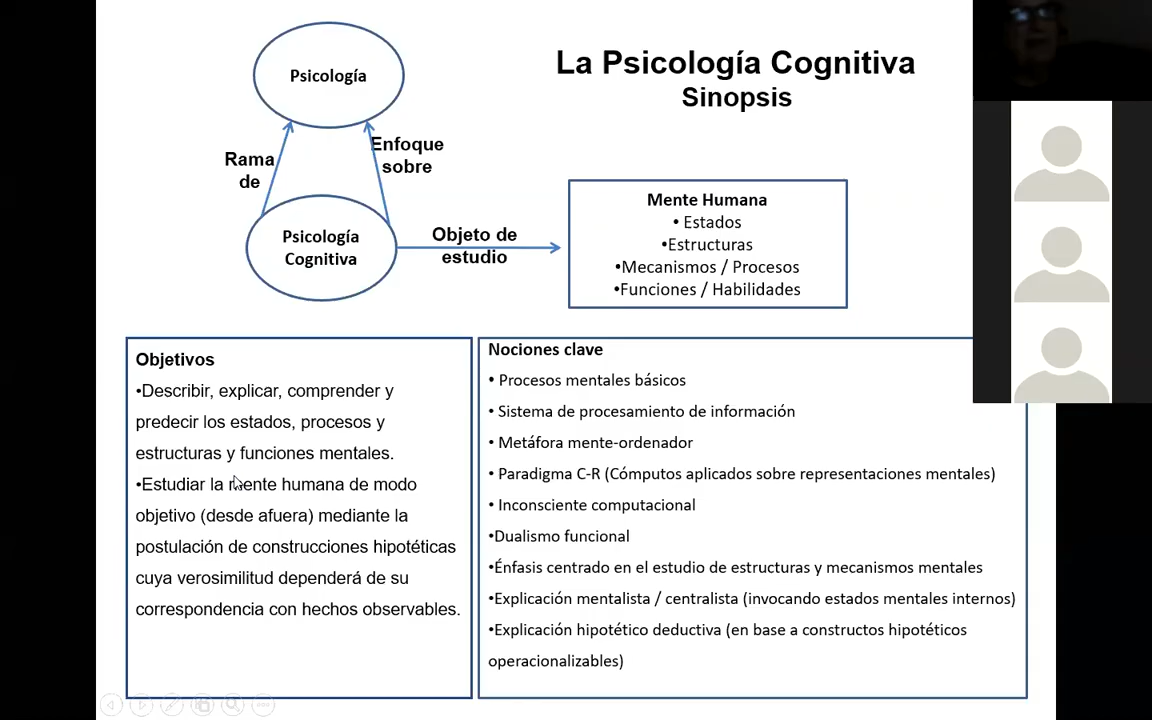 La Psicología Cognitiva
Sinopsis
Psicología
Rama
de
Enfoque
sobre
Psicología
Cognitiva
Objeto de
estudio
Mente Humana
• Estados
•Estructuras
•Mecanismos / Procesos
•Funciones / Habilidades
Objetivos
•Describir, explicar, comprender y
predecir los estados, procesos y
estructuras y funciones mentales.
•Estudiar la mente humana de modo
objetivo (desde afuera) mediante la
postulación de construcciones hipotéticas
cuya verosimilitud dependerá de su
correspondencia con hechos observables.
Nociones clave
• Procesos mentales básicos
• Sistema de procesamiento de información
• Metáfora mente-ordenador
• Paradigma C-R (Cómputos aplicados sobre representaciones mentales)
• Inconsciente computacional
•Dualismo funcional
•Énfasis centrado en el estudio de estructuras y mecanismos mentales
•Explicación mentalista / centralista (invocando estados mentales internos)
•Explicación hipotético deductiva (en base a constructos hipotéticos
operacionalizables)